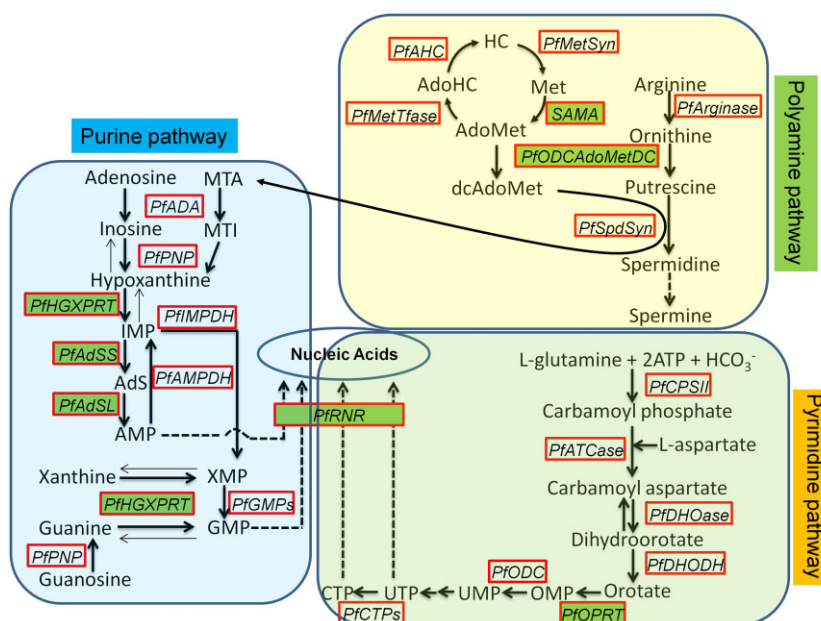 Purine pathway
Adenosine
MTA
PfADA
Inosine
MTI
PfPNP
Hypoxanthine
PfHGXPRT
IMP
PfIMPDH
PfAdSS
AdS
PfAMPDH
PfAdSL
AMP
Xanthine
XMP
PfHGXPRT
PfGMPs
Guanine
GMP
PfPNP
Guanosine
Polyamine pathway
HC
PfAHC
PfMetSyn
AdoHC
Met
PfMetTfase
SAMA
AdoMet
PfODCAdoMetDC
dcAdoMet
Arginine
PfArginase
Ornithine
Putrescine
PfSpdSyn
Spermidine
Spermine
Nucleic Acids
PfRNR
Pyrimidine pathway
L-glutamine + 2ATP + HCO₃⁻
PfCPSII
Carbamoyl phosphate
PfATCase
L-aspartate
Carbamoyl aspartate
PfDHOase
Dihydroorotate
PfDHODH
PfODC
CTP
UTP
UMP
OMP
Orotate
PfCTPs
PfOPRT